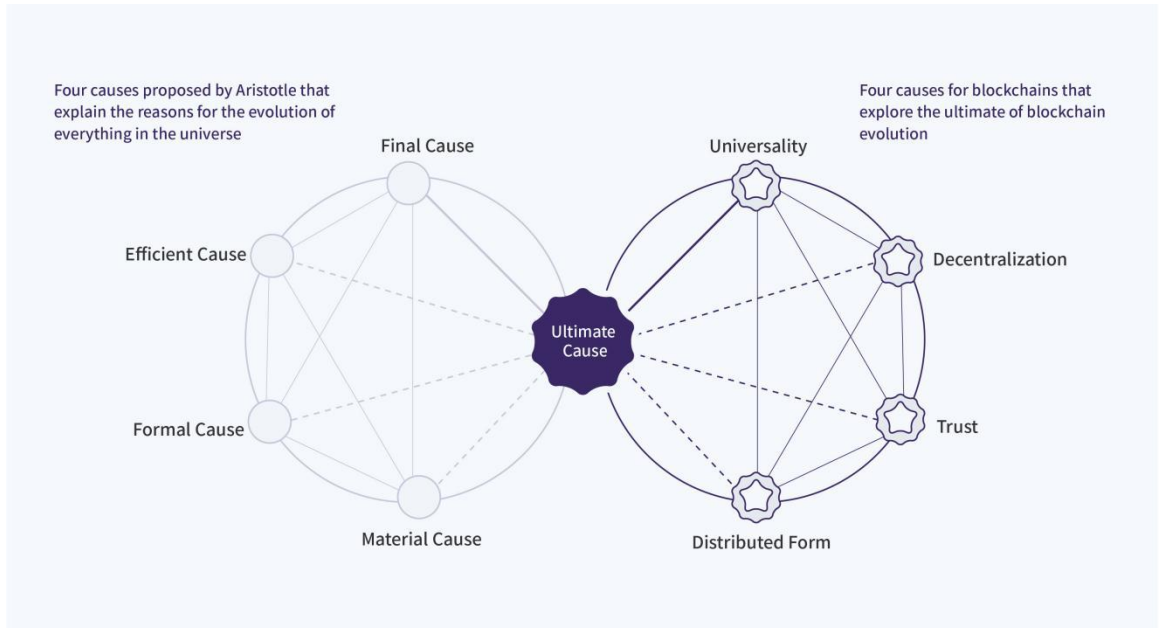 Four causes proposed by Aristotle that
explain the reasons for the evolution of
everything in the universe
Four causes for blockchains that
explore the ultimate of blockchain
evolution
Final Cause
Universality
Efficient Cause
Decentralization
Ultimate
Cause
Formal Cause
Trust
Material Cause
Distributed Form